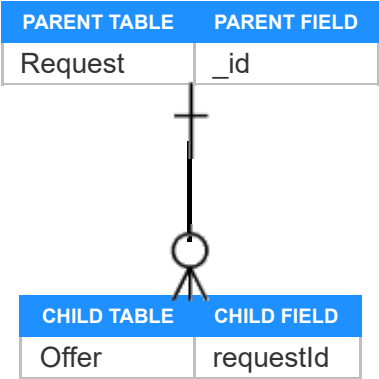 PARENT TABLE PARENT FIELD
Request _id
CHILD TABLE CHILD FIELD
Offer requestId